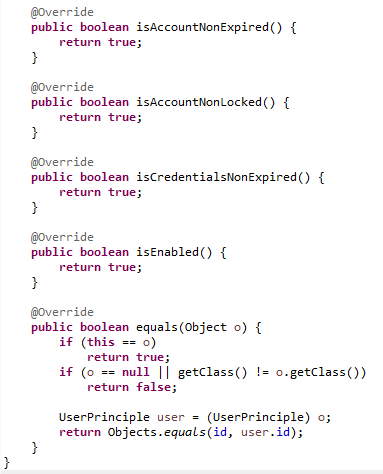 @Override
public boolean isAccountNonExpired() {
return true;
}
@Override
public boolean isAccountNonLocked() {
return true;
}
@Override
public boolean isCredentialsNonExpired() {
return true;
}
@Override
public boolean isEnabled() {
return true;
}
@Override
public boolean equals(Object o) {
if (this == o)
return true;
if (o == null || getClass() != o.getClass())
return false;
UserPrinciple user = (UserPrinciple) o;
return Objects.equals(id, user.id);
}
}